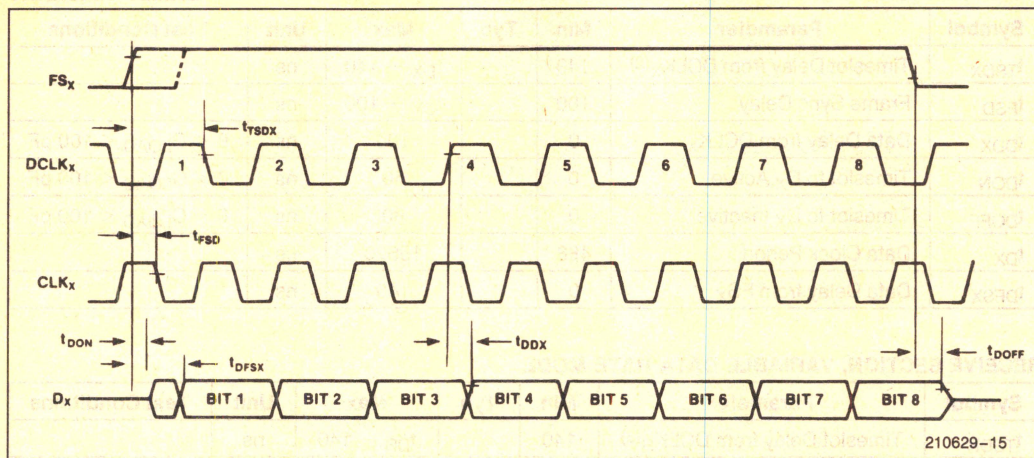 FSX
tTSDX
DCLKX
1 2 3 4 5 6 7 8
tFSD
CLKX
tDON
tDFSX
tDDX
tDOFF
DX
BIT 1 BIT 2 BIT 3 BIT 4 BIT 5 BIT 6 BIT 7 BIT 8
210629–15